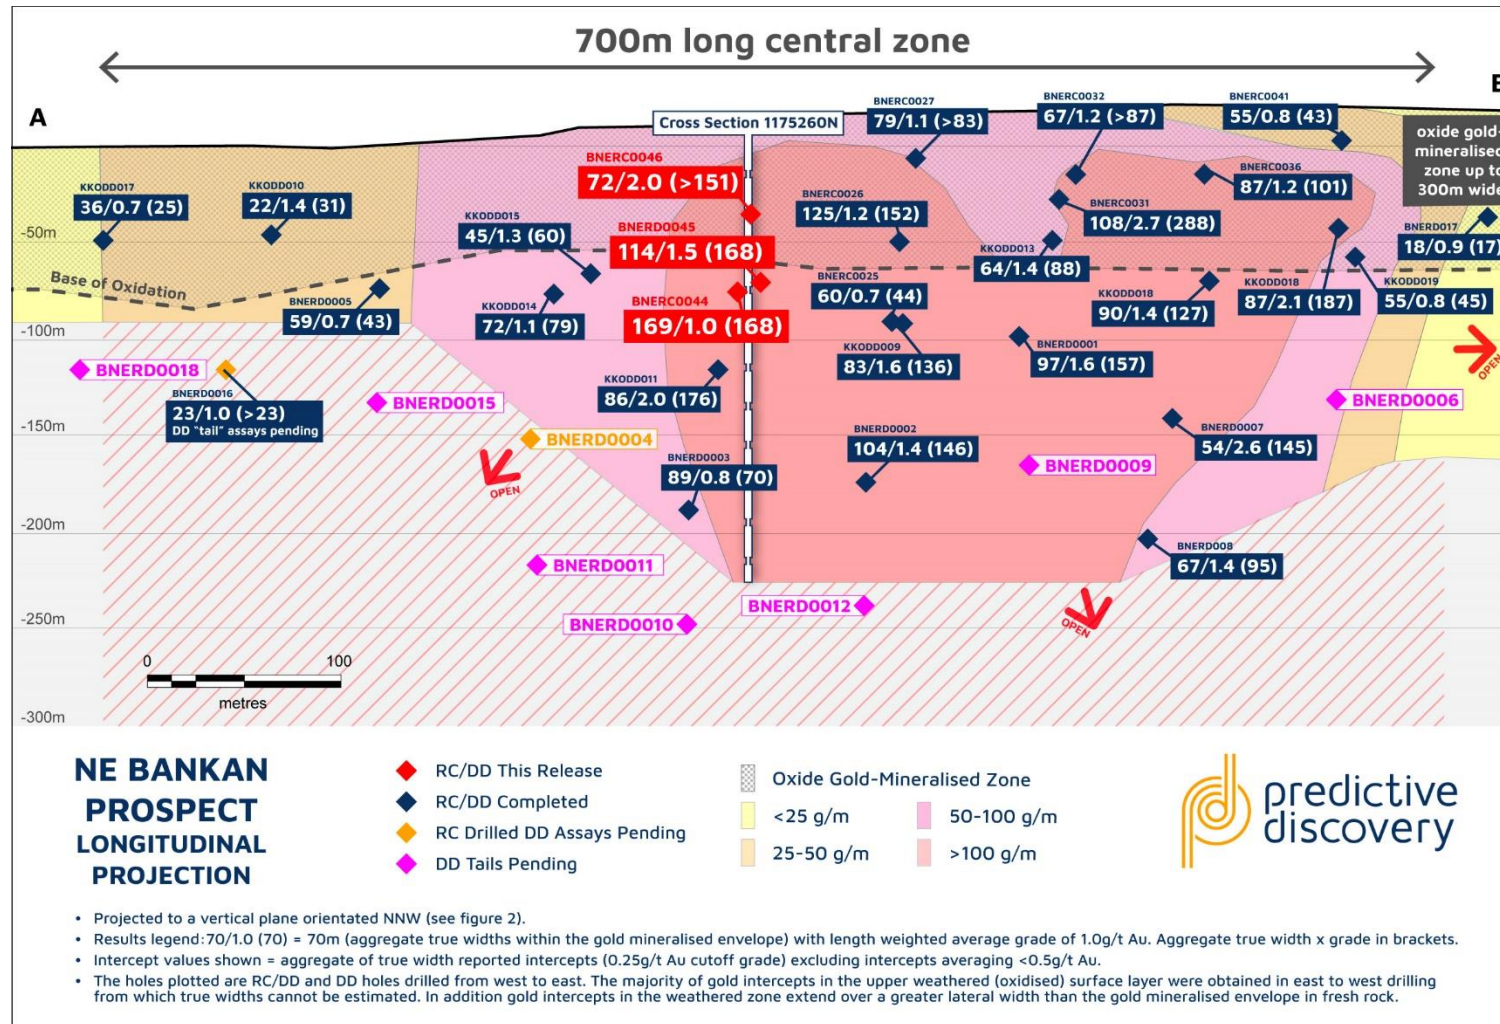 700m long central zone
A
Cross Section 1175260N
BNERC0027
79/1.1 (>83)
BNERC0032
67/1.2 (>87)
BNERC0041
55/0.8 (43)
oxide gold-
mineralised
zone up to
300m wide
BNERC0046
72/2.0 (>151)
BNERC0036
87/1.2 (101)
KKODD017
36/0.7 (25)
KKODD010
22/1.4 (31)
BNERC0026
125/1.2 (152)
BNERC0031
108/2.7 (288)
KKODD015
45/1.3 (60)
BNERD0045
114/1.5 (168)
KKODD013
64/1.4 (88)
BNERD017
18/0.9 (17)
-50m
Base of Oxidation
BNERD0005
59/0.7 (43)
KKODD014
72/1.1 (79)
BNERC0044
169/1.0 (168)
BNERC0025
60/0.7 (44)
KKODD018
90/1.4 (127)
KKODD018
87/2.1 (187)
KKODD019
55/0.8 (45)
-100m
KKODD009
83/1.6 (136)
BNERD0001
97/1.6 (157)
OPEN
BNERD0018
BNERD0016
23/1.0 (>23)
DD "tail" assays pending
BNERD0015
KKODD011
86/2.0 (176)
BNERD0006
-150m
BNERD0004
BNERD0002
104/1.4 (146)
BNERD0007
54/2.6 (145)
BNERD0009
OPEN
BNERD0003
89/0.8 (70)
-200m
BNERD008
67/1.4 (95)
BNERD0011
BNERD0012
BNERD0010
OPEN
-250m
0 100
metres
-300m
NE BANKAN
PROSPECT
LONGITUDINAL
PROJECTION
RC/DD This Release
RC/DD Completed
RC Drilled DD Assays Pending
DD Tails Pending
Oxide Gold-Mineralised Zone
<25 g/m
50-100 g/m
25-50 g/m
>100 g/m
predictive
discovery
• Projected to a vertical plane orientated NNW (see figure 2).
• Results legend:70/1.0 (70) = 70m (aggregate true widths within the gold mineralised envelope) with length weighted average grade of 1.0g/t Au. Aggregate true width x grade in brackets.
• Intercept values shown = aggregate of true width reported intercepts (0.25g/t Au cutoff grade) excluding intercepts averaging <0.5g/t Au.
• The holes plotted are RC/DD and DD holes drilled from west to east. The majority of gold intercepts in the upper weathered (oxidised) surface layer were obtained in east to west drilling
from which true widths cannot be estimated. In addition gold intercepts in the weathered zone extend over a greater lateral width than the gold mineralised envelope in fresh rock.